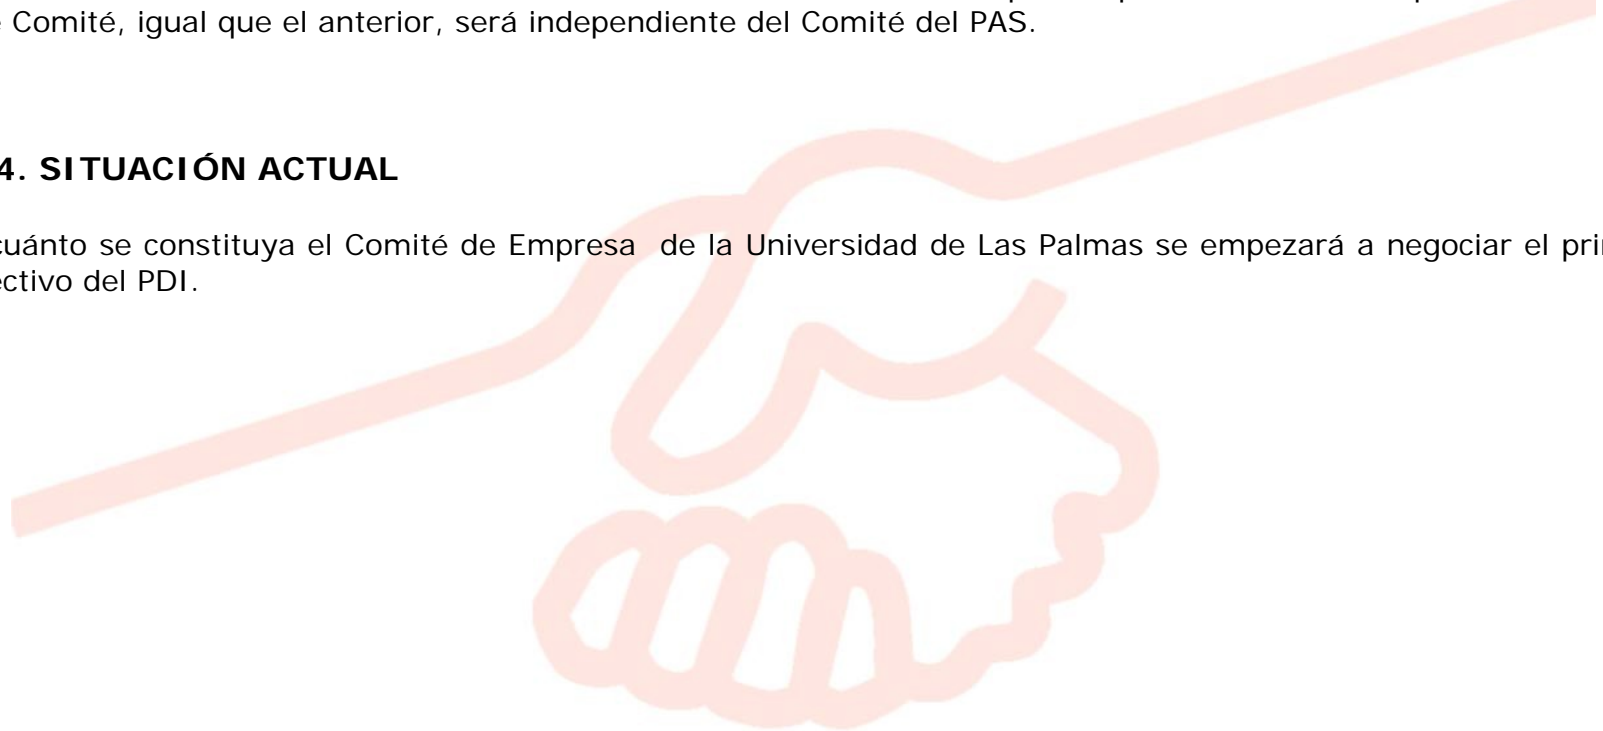 Comité, igual que el anterior, será independiente del Comité del PAS.
4. SITUACIÓN ACTUAL
cuánto se constituya el Comité de Empresa de la Universidad de Las Palmas se empezará a negociar el
ectivo del PDI.